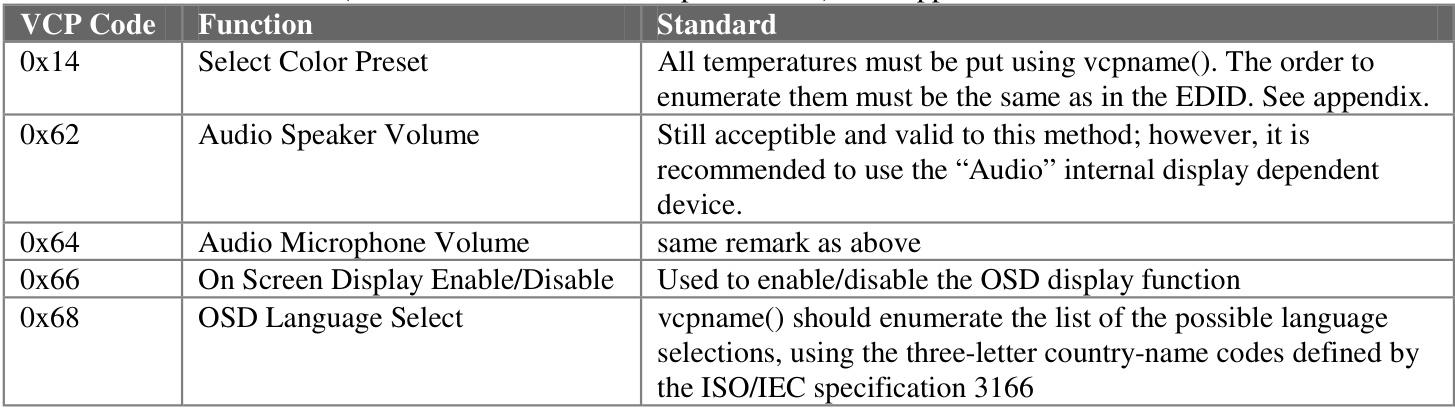 VCP Code Function Standard
0x14 Select Color Preset All temperatures must be put using vcpname(). The order to
enumerate them must be the same as in the EDID. See appendix.
0x62 Audio Speaker Volume Still acceptible and valid to this method; however, it is
recommended to use the “Audio” internal display dependent
device.
0x64 Audio Microphone Volume same remark as above
0x66 On Screen Display Enable/Disable Used to enable/disable the OSD display function
0x68 OSD Language Select vcpname() should enumerate the list of the possible language
selections, using the three-letter country-name codes defined by
the ISO/IEC specification 3166